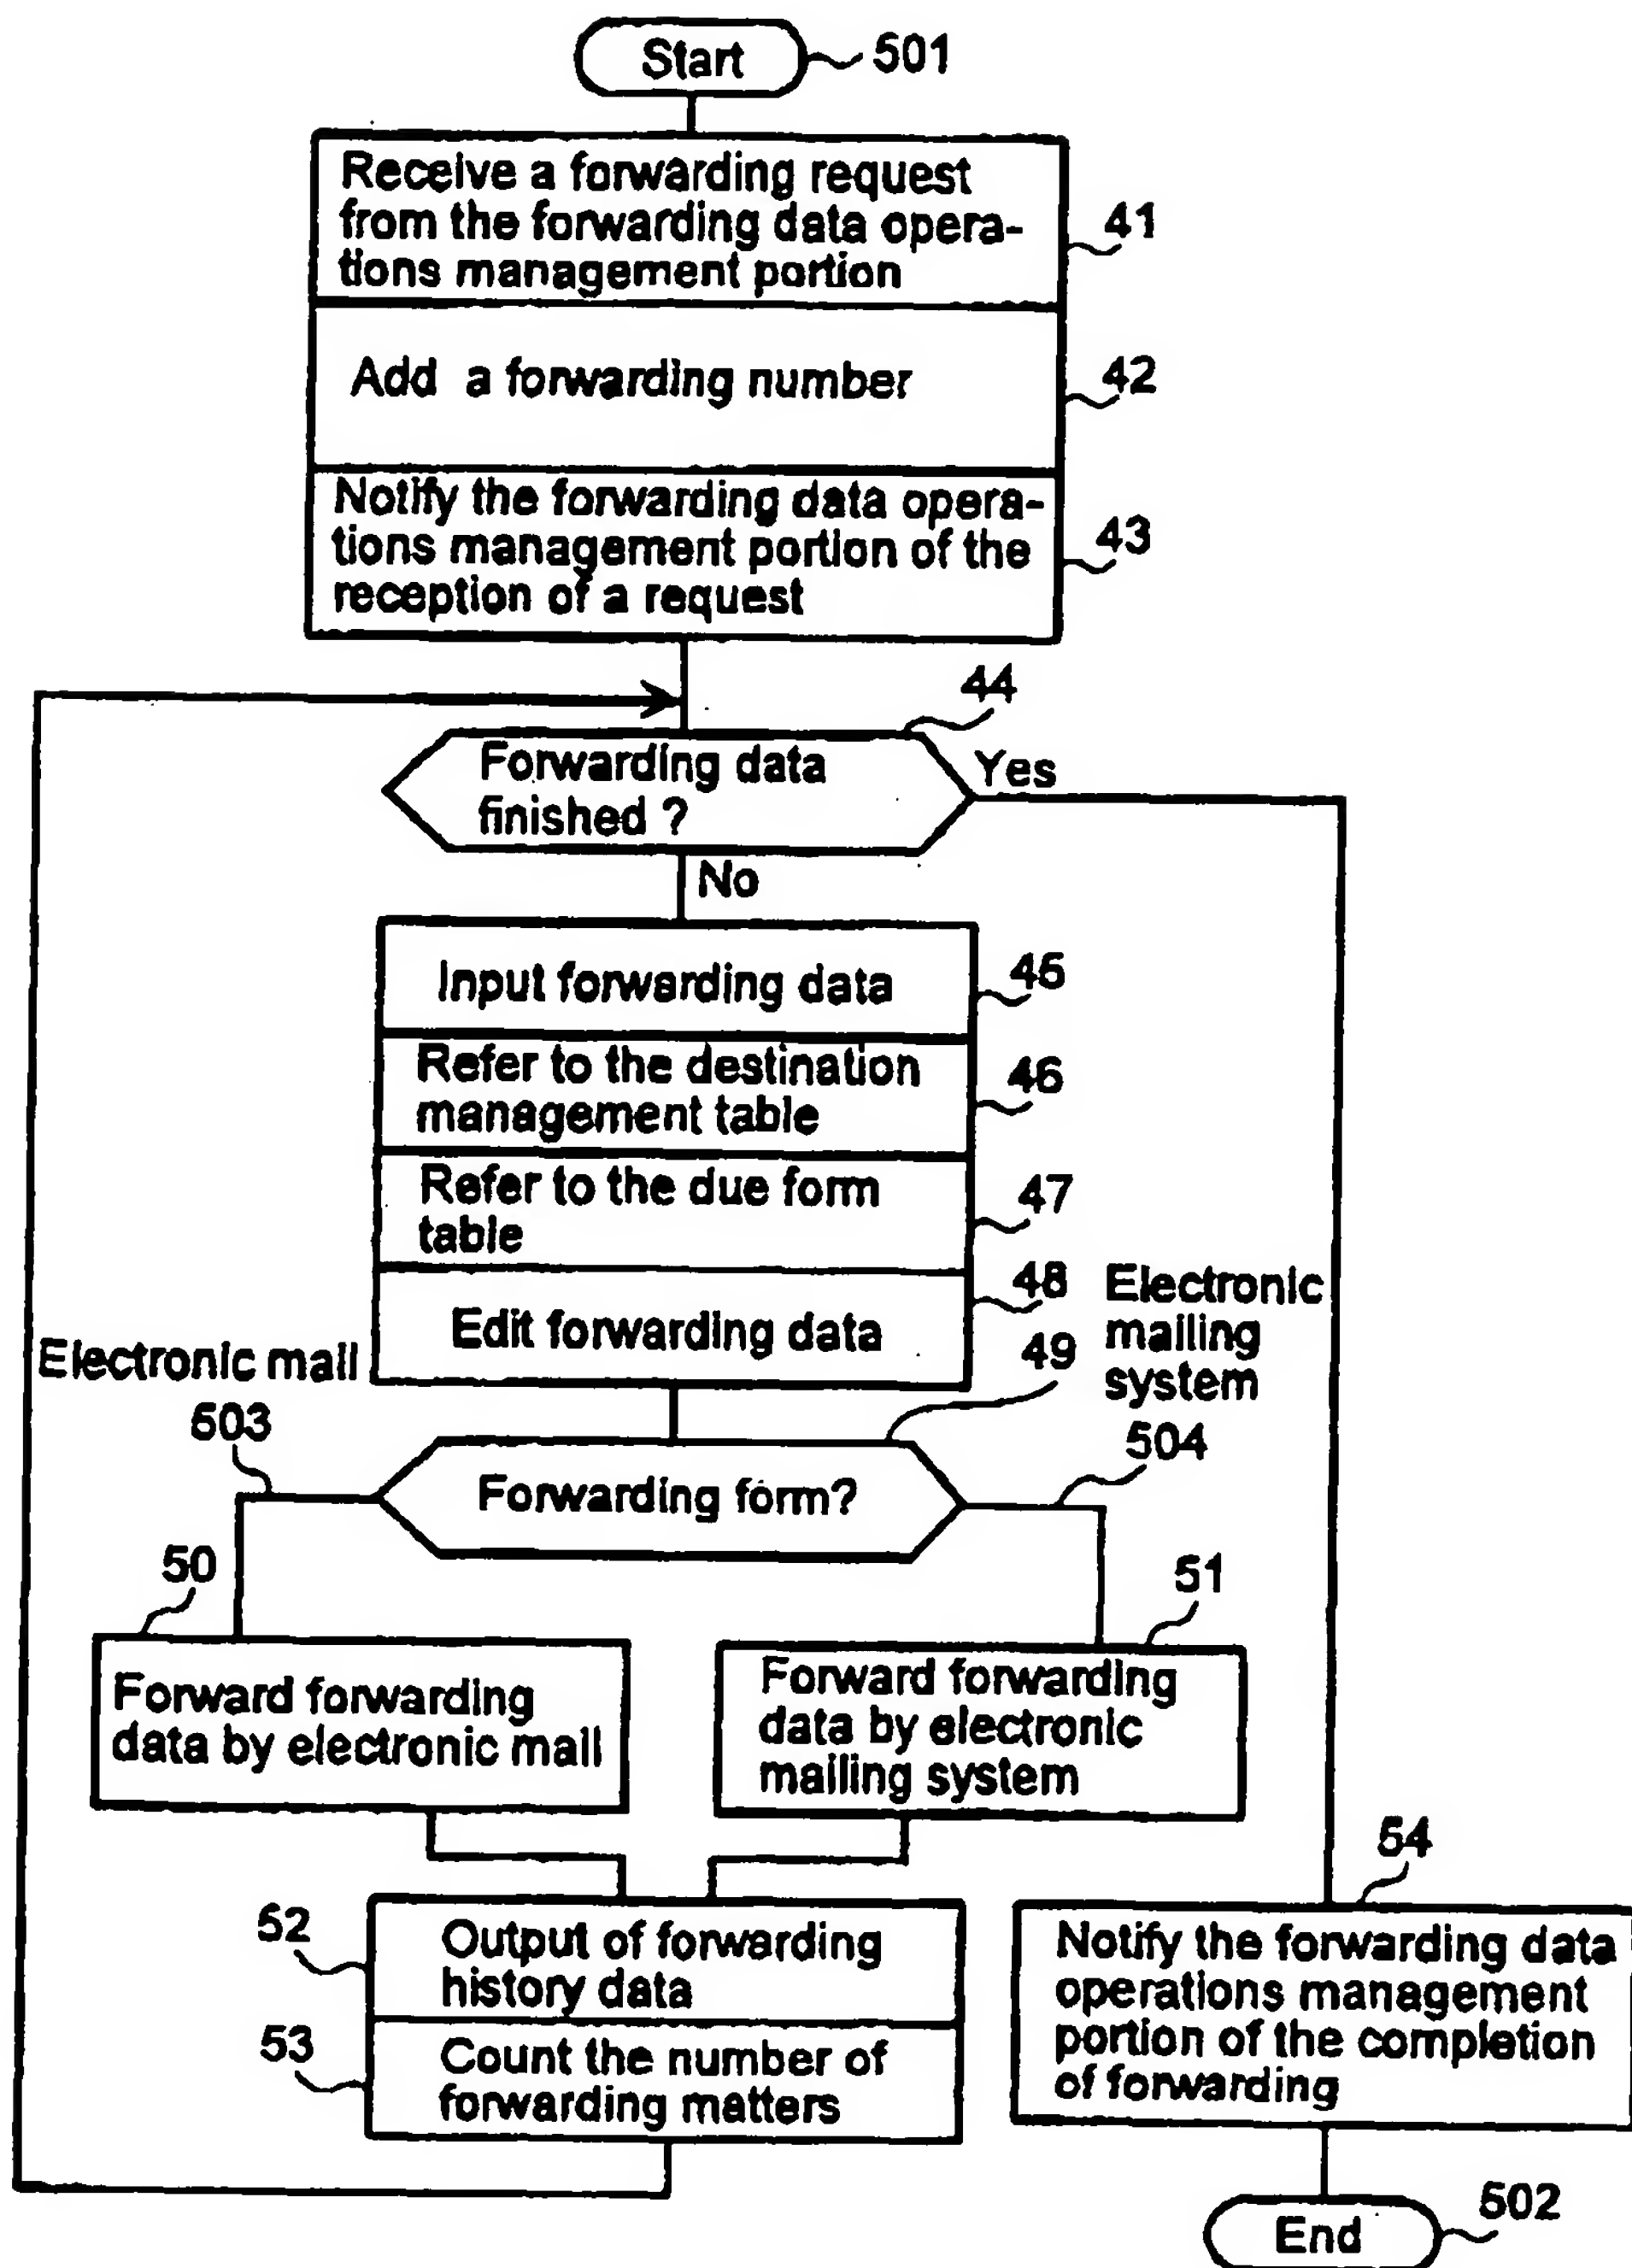 Start
501
Receive a forwarding request
from the forwarding data opera-
tions management portion
41
Add a forwarding number
42
Notify the forwarding data opera-
tions management portion of the
reception of a request
43
44
Forwarding data
finished ?
Yes
No
Input forwarding data
45
Refer to the destination
management table
46
Refer to the due form
table
47
Edit forwarding data
48
Electronic
mailing
system
49
Electronic mail
503
504
Forwarding form?
50
51
Forward forwarding
data by electronic mail
Forward forwarding
data by electronic
mailing system
52
Output of forwarding
history data
53
Count the number of
forwarding matters
54
Notify the forwarding data
operations management
portion of the completion
of forwarding
End
502